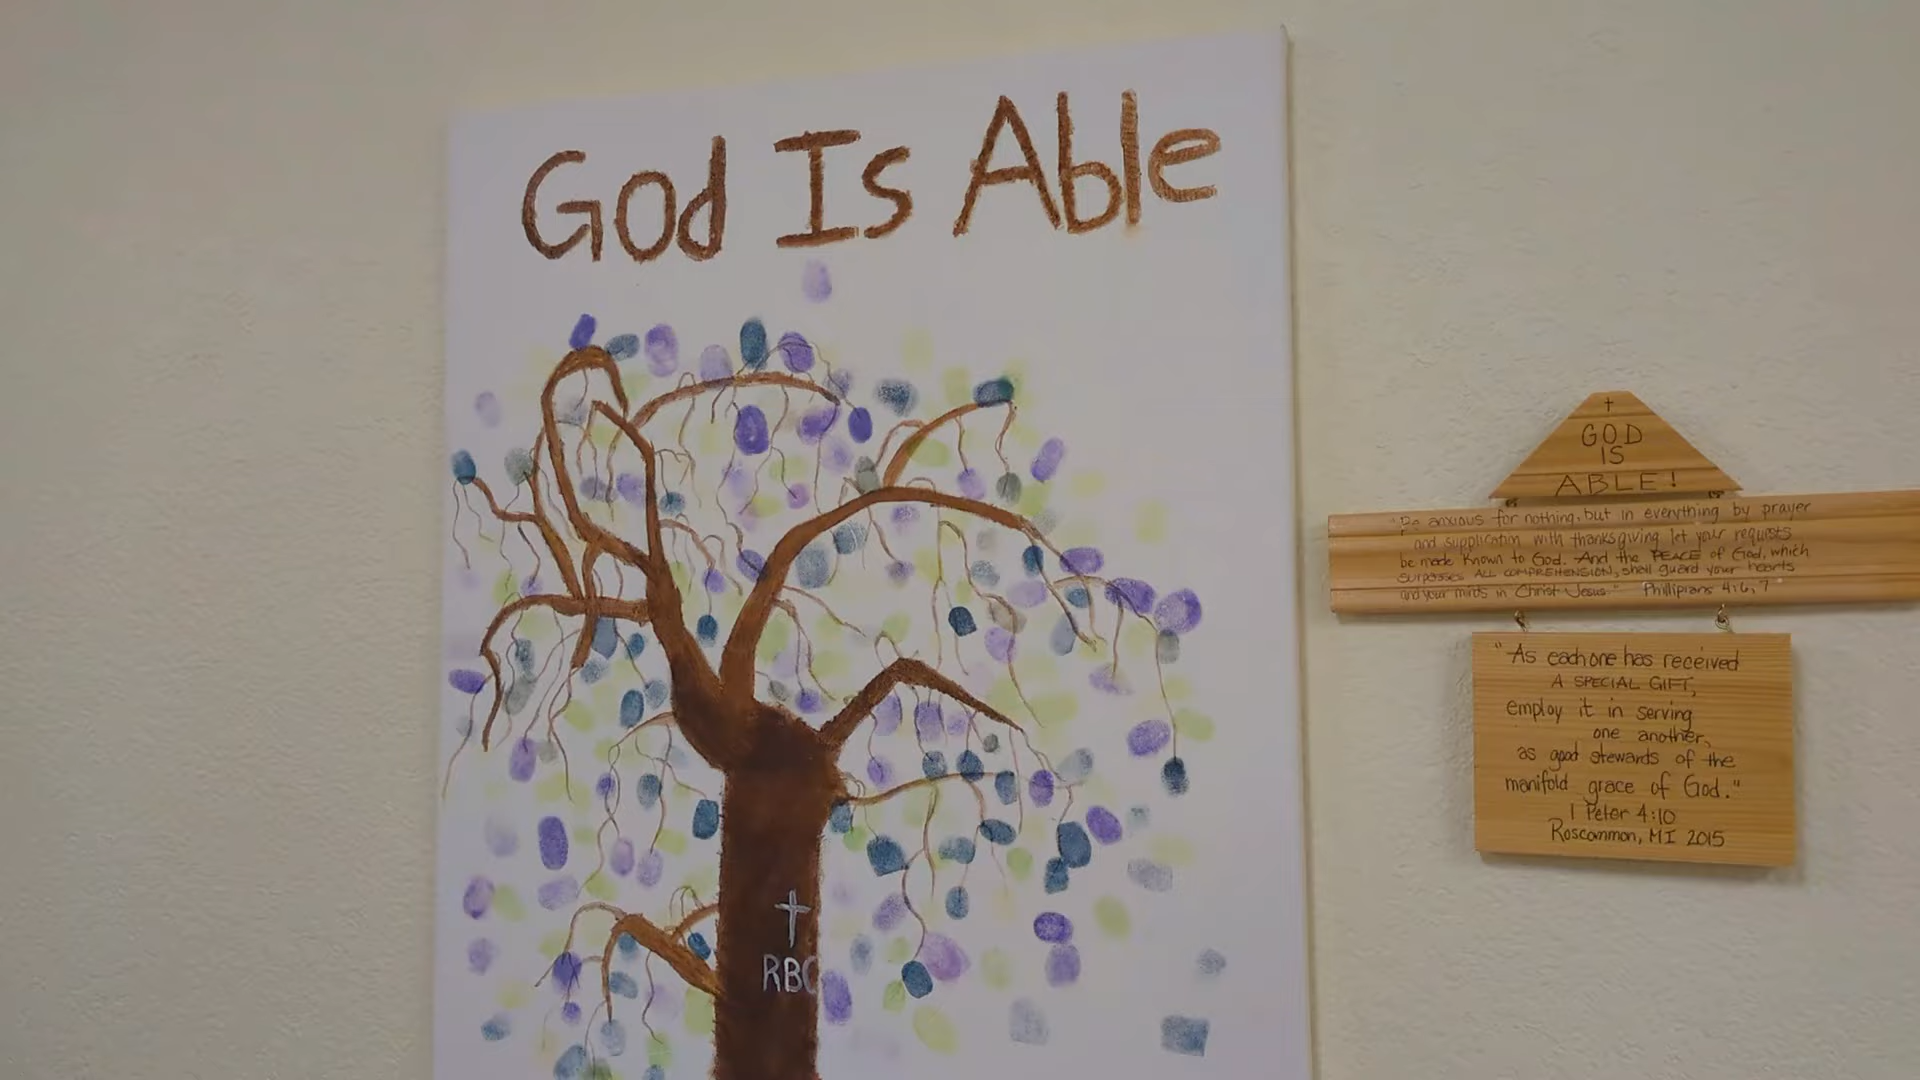 God Is Able
RBC
GOD
IS
ABLE!
"Be anxious for nothing, but in everything by prayer
and supplication with thanksgiving let your requests
be made known to God. And the PEACE of God, which
surpasses ALL COMPREHENSION, shall guard your hearts
and your minds in Christ Jesus." Phillipians 4:6,7
"As each one has received
A SPECIAL GIFT,
employ it in serving
one another,
as good stewards of the
manifold grace of God."
1 Peter 4:10
Roscommon, MI 2015